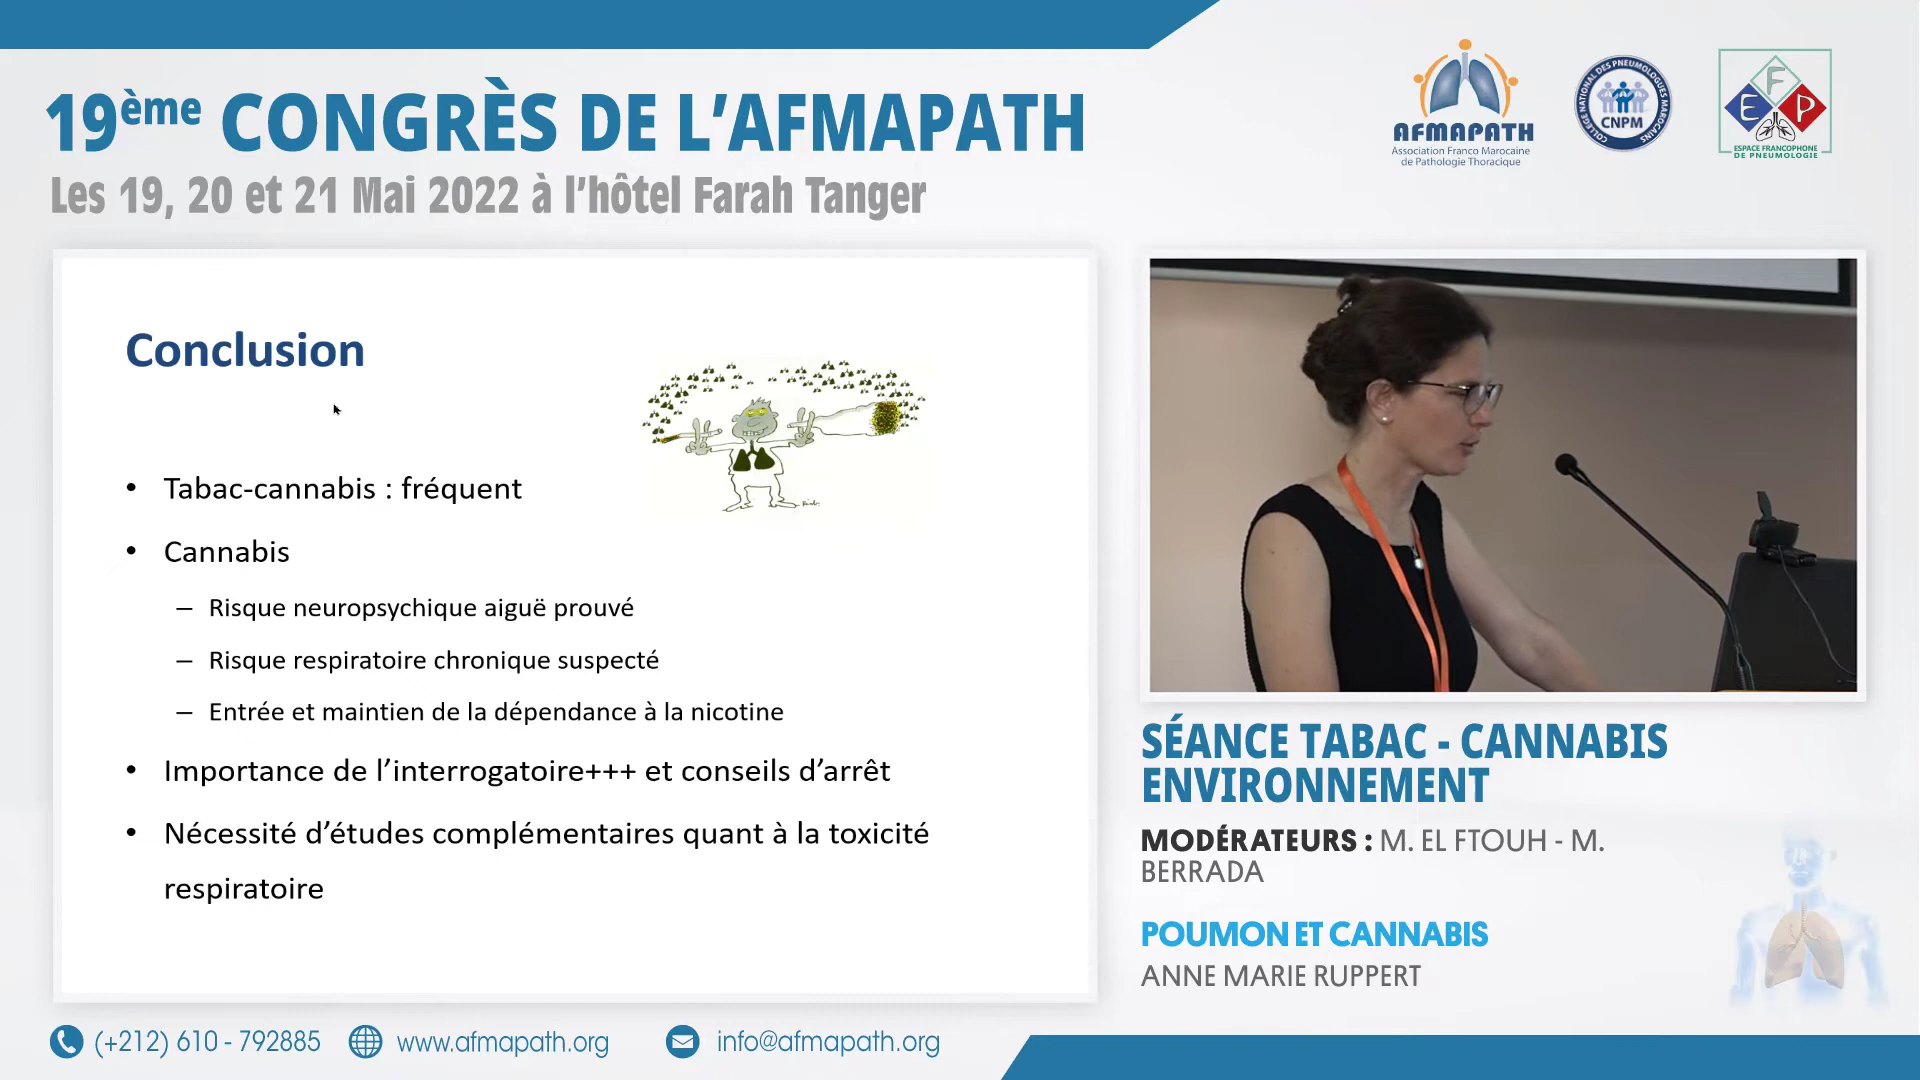 19ème CONGRÈS DE L’AFMAPATH
Les 19, 20 et 21 Mai 2022 à l’hôtel Farah Tanger
AFMAPATH
Association Franco Marocaine
de Pathologie Thoracique
COLLEGE NATIONAL DES PNEUMOLOGUES MAROCAINS
CNPM
E F P
ESPACE FRANCOPHONE
DE PNEUMOLOGIE
Conclusion
• Tabac-cannabis : fréquent
• Cannabis
– Risque neuropsychique aiguë prouvé
– Risque respiratoire chronique suspecté
– Entrée et maintien de la dépendance à la nicotine
• Importance de l’interrogatoire+++ et conseils d’arrêt
• Nécessité d’études complémentaires quant à la toxicité
respiratoire
SÉANCE TABAC - CANNABIS
ENVIRONNEMENT
MODÉRATEURS : M. EL FTOUH - M.
BERRADA
POUMON ET CANNABIS
ANNE MARIE RUPPERT
(+212) 610 - 792885
www.afmapath.org
info@afmapath.org